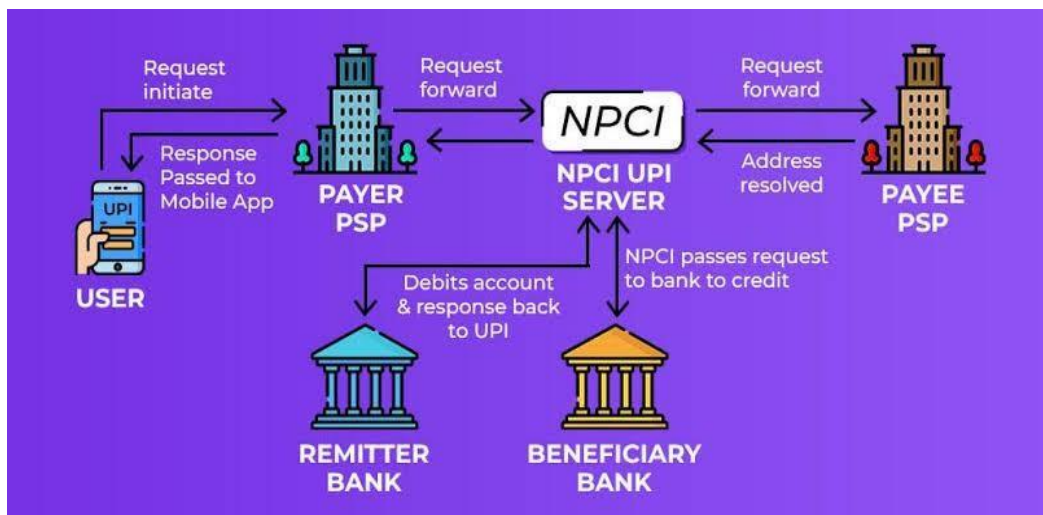 Request
initiate
Request
forward
Request
forward
NPCI
Response
Passed to
Mobile App
Address
resolved
UPI
PAYER
PSP
NPCI UPI
SERVER
PAYEE
PSP
USER
Debits account
& response back
to UPI
NPCI passes request
to bank to credit
REMITTER
BANK
BENEFICIARY
BANK